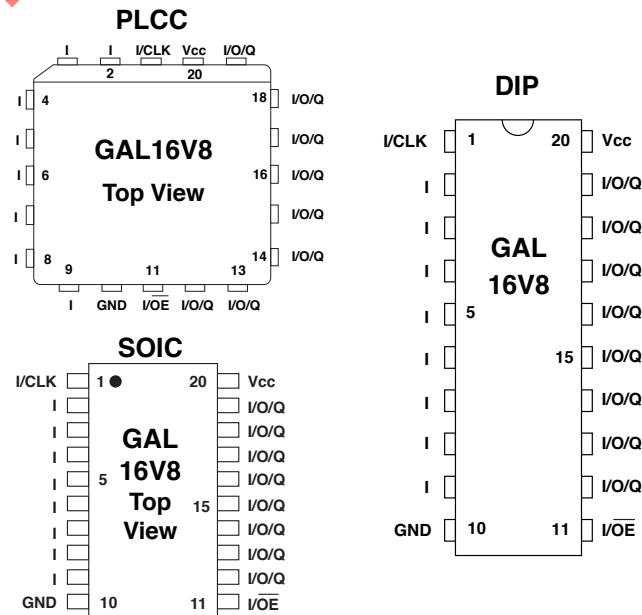 PLCC
I I I/CLK Vcc I/O/Q
2 20
I 4 18 I/O/Q
I I/O/Q
GAL16V8
I 6 16 I/O/Q
Top View
I I/O/Q
I 8 14 I/O/Q
9 11 13
I GND I/OE I/O/Q I/O/Q
SOIC
I/CLK 1 20 Vcc
I I/O/Q
I I/O/Q
GAL
I I/O/Q
16V8
I 5 I/O/Q
Top
I 15 I/O/Q
View
I I/O/Q
I I/O/Q
I I/O/Q
GND 10 11 I/OE
DIP
I/CLK 1 20 Vcc
I I/O/Q
I I/O/Q
GAL
I I/O/Q
16V8
I 5 I/O/Q
I 15 I/O/Q
I I/O/Q
I I/O/Q
I I/O/Q
GND 10 11 I/OE